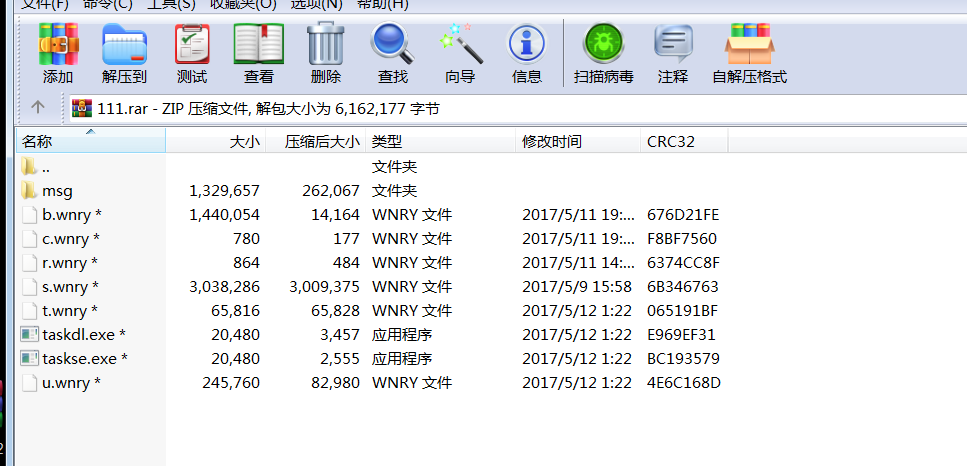 文件(F) 命令(C) 工具(S) 收藏夹(O) 选项(N) 帮助(H)
添加 解压到 测试 查看 删除 查找 向导 信息 扫描病毒 注释 自解压格式
111.rar - ZIP 压缩文件, 解包大小为 6,162,177 字节
名称 大小 压缩后大小 类型 修改时间 CRC32
.. 文件夹
msg 1,329,657 262,067 文件夹
b.wnry * 1,440,054 14,164 WNRY 文件 2017/5/11 19:... 676D21FE
c.wnry * 780 177 WNRY 文件 2017/5/11 19:... F8BF7560
r.wnry * 864 484 WNRY 文件 2017/5/11 14:... 6374CC8F
s.wnry * 3,038,286 3,009,375 WNRY 文件 2017/5/9 15:58 6B346763
t.wnry * 65,816 65,828 WNRY 文件 2017/5/12 1:22 065191BF
taskdl.exe * 20,480 3,457 应用程序 2017/5/12 1:22 E969EF31
taskse.exe * 20,480 2,555 应用程序 2017/5/12 1:22 BC193579
u.wnry * 245,760 82,980 WNRY 文件 2017/5/12 1:22 4E6C168D